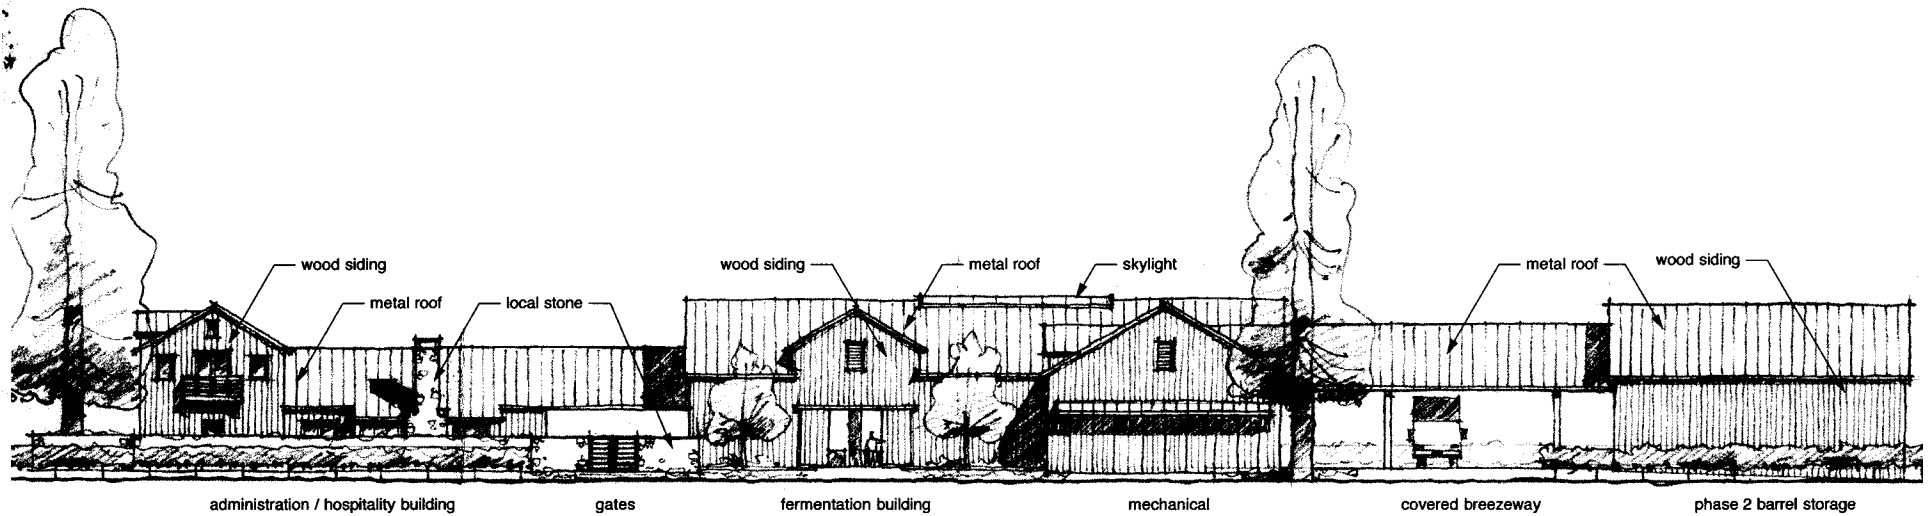 wood siding
metal roof
local stone
wood siding
metal roof
skylight
metal roof
wood siding
administration / hospitality building
gates
fermentation building
mechanical
covered breezeway
phase 2 barrel storage